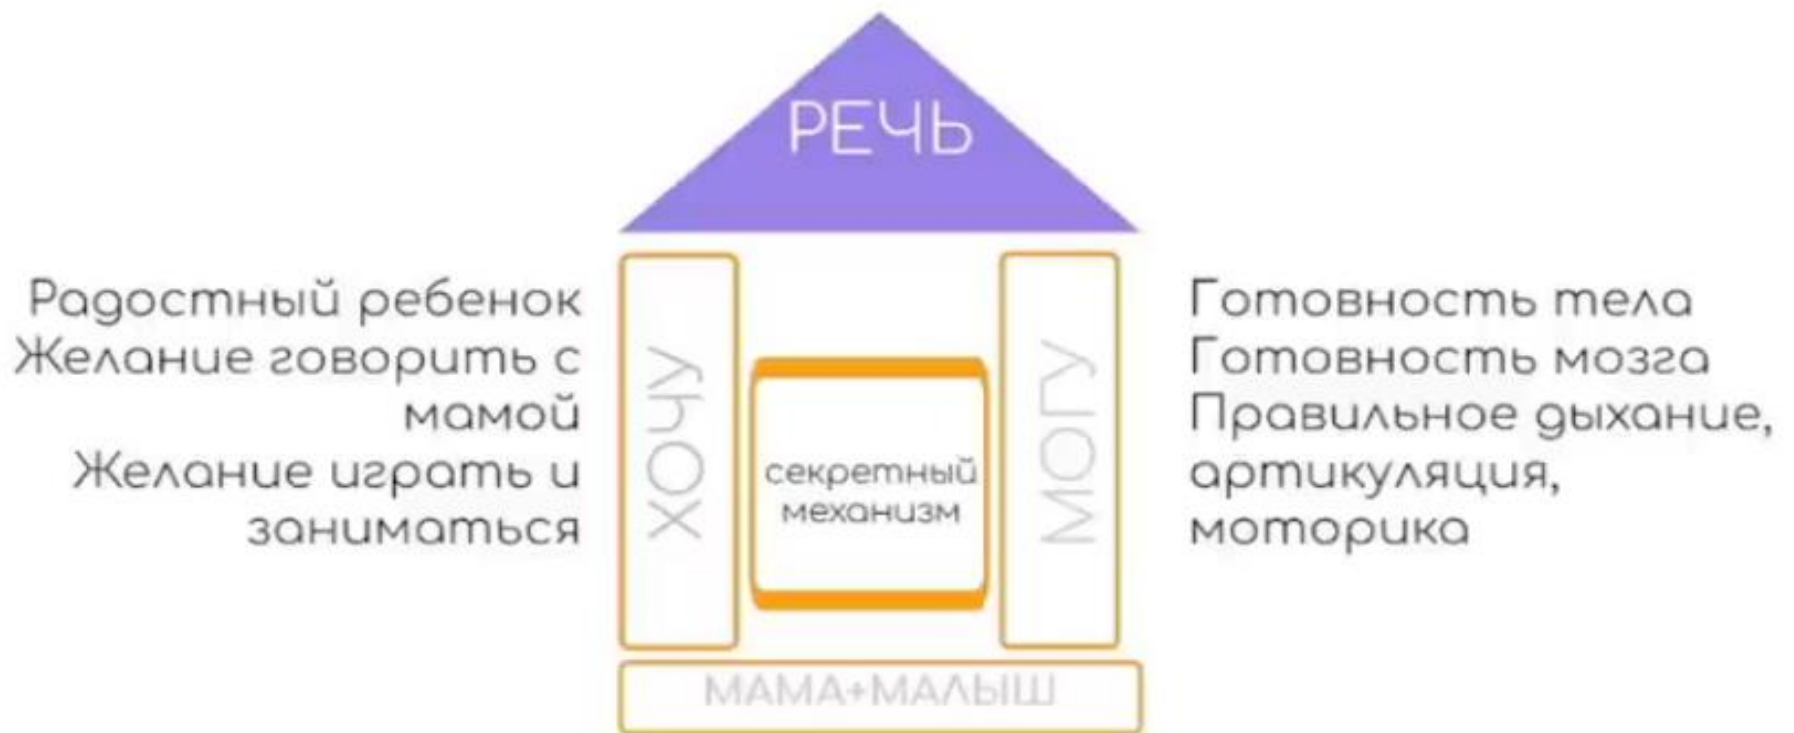 РЕЧЬ
Радостный ребенок
Желание говорить с
мамой
Желание играть и
заниматься
ХОЧУ
секретный
механизм
МОГУ
Готовность тела
Готовность мозга
Правильное дыхание,
артикуляция,
моторика
МАМА+МАЛЫШ